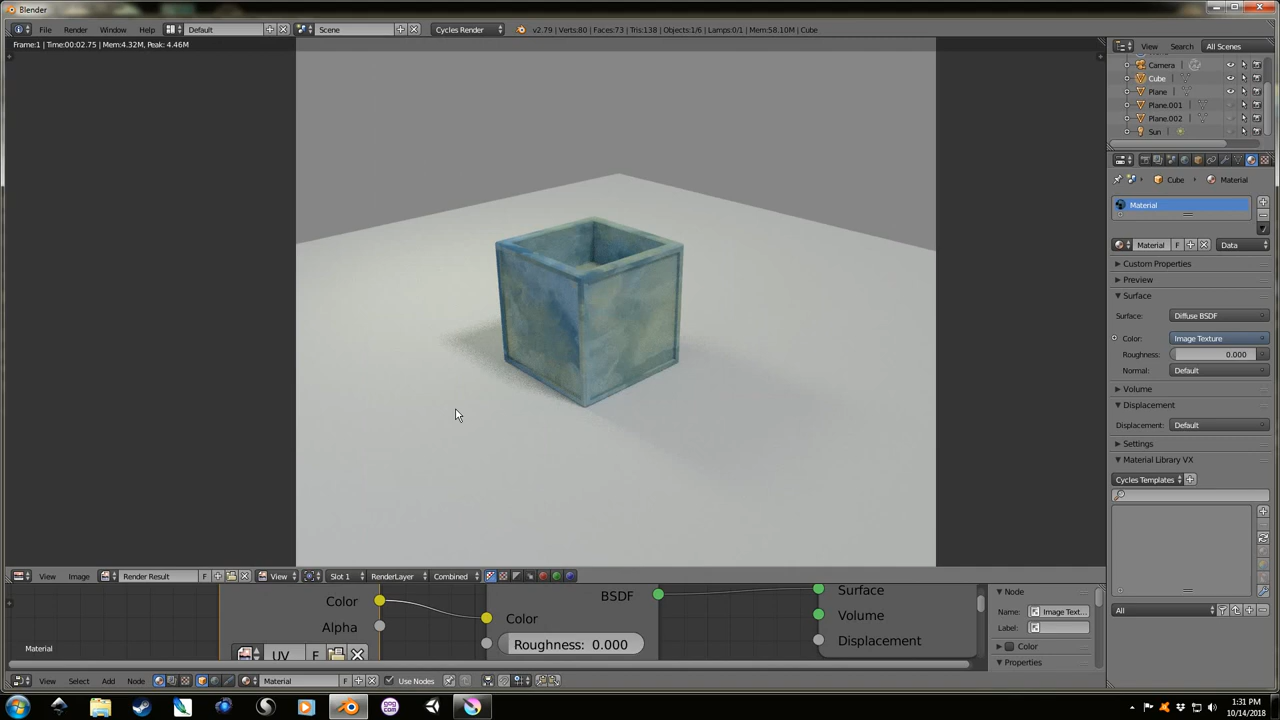 Blender
File Render Window Help Default Scene Cycles Render v2.79 | Verts:80 | Faces:73 | Tris:138 | Objects:1/6 | Lamps:0/1 | Mem:58.10M | Cube
Frame:1 | Time:00:02.75 | Mem:4.32M, Peak: 4.46M
View Search All Scenes
Camera
Cube
Plane
Plane.001
Plane.002
Sun
Cube Material
Material
Material F Data
Custom Properties
Preview
Surface
Surface: Diffuse BSDF
Color: Image Texture
Roughness: 0.000
Normal: Default
Volume
Displacement
Displacement: Default
Settings
Material Library VX
Cycles Templates
All
View Image Render Result F View Slot 1 RenderLayer Combined
Color
Alpha
UV F
BSDF
Color
Roughness: 0.000
Surface
Volume
Displacement
Node
Name: Image Text...
Label:
Color
Properties
Material
View Select Add Node Material F Use Nodes
gog
com
1:31 PM
10/14/2018